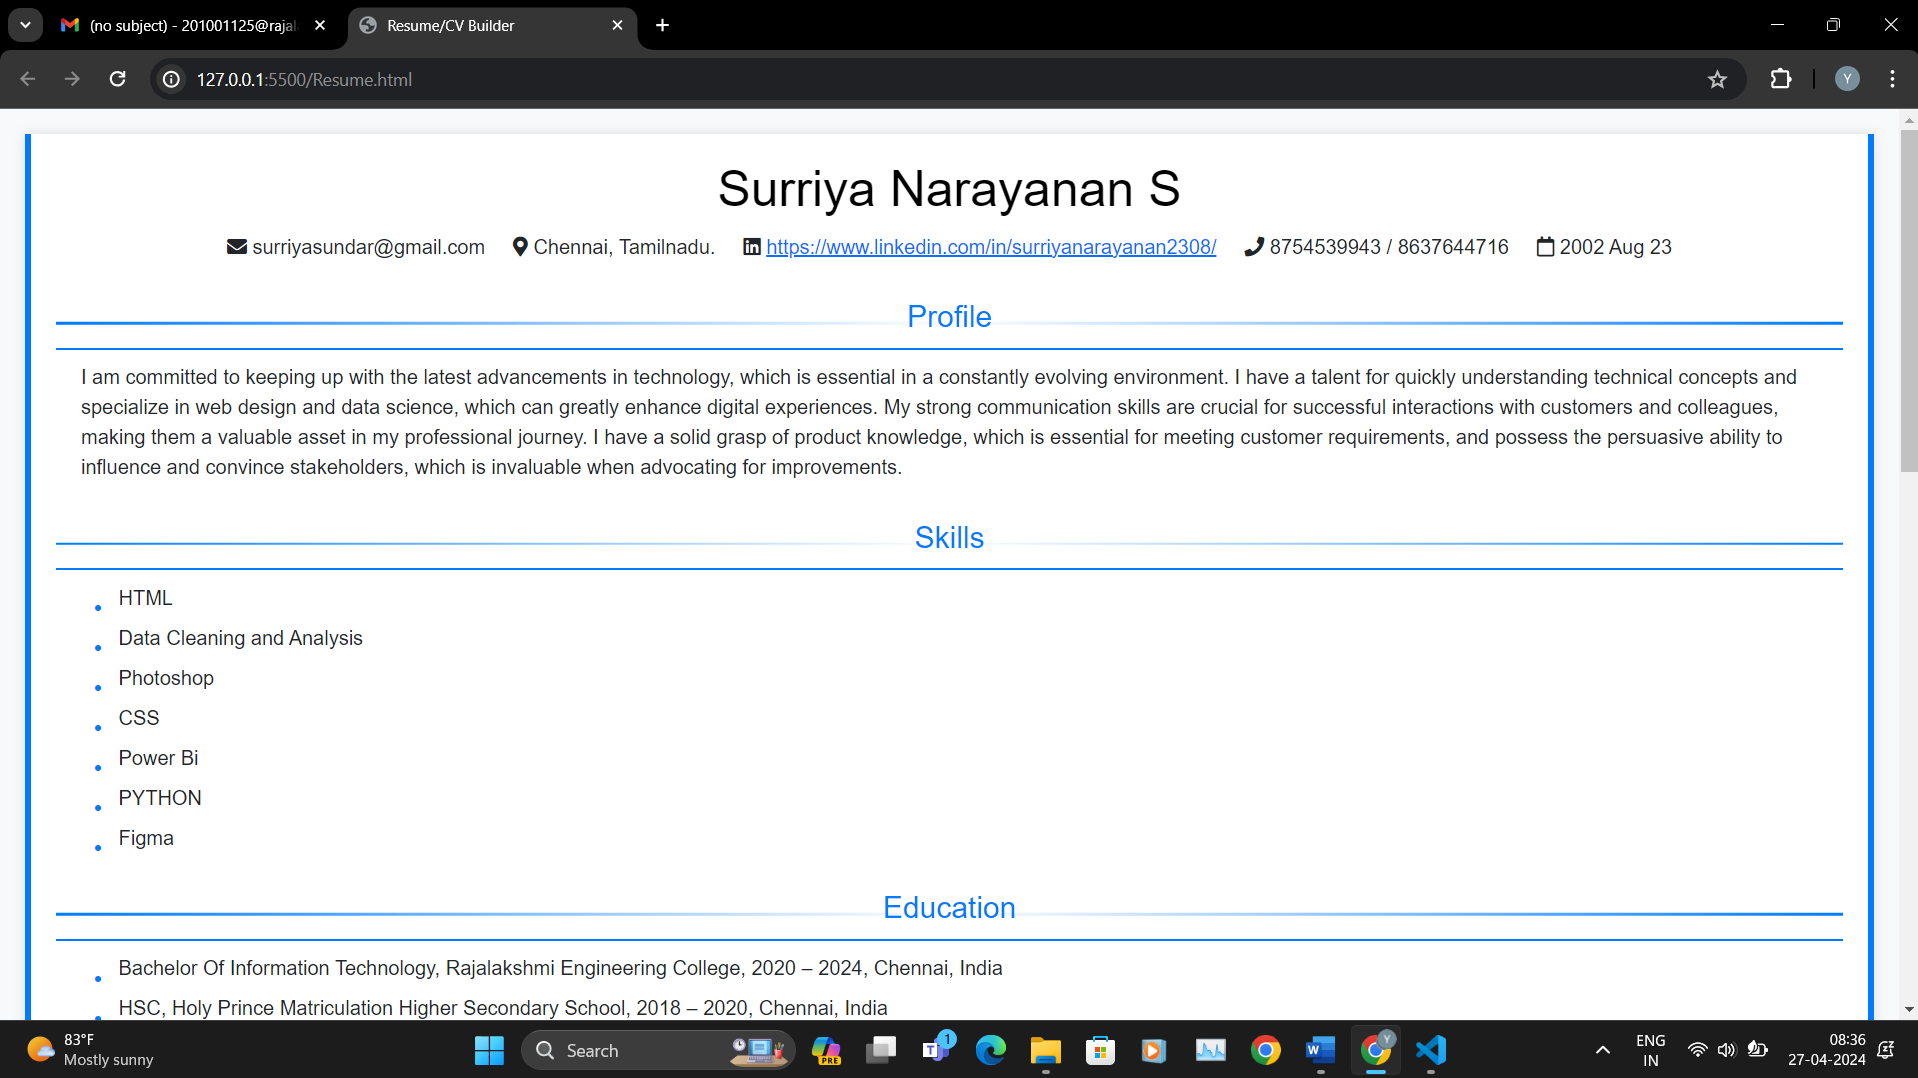 (no subject) - 201001125@rajal
Resume/CV Builder
127.0.0.1:5500/Resume.html
Y
Surriya Narayanan S
surriyasundar@gmail.com Chennai, Tamilnadu. https://www.linkedin.com/in/surriyanarayanan2308/ 8754539943 / 8637644716 2002 Aug 23
Profile
I am committed to keeping up with the latest advancements in technology, which is essential in a constantly evolving environment. I have a talent for quickly understanding technical concepts and
specialize in web design and data science, which can greatly enhance digital experiences. My strong communication skills are crucial for successful interactions with customers and colleagues,
making them a valuable asset in my professional journey. I have a solid grasp of product knowledge, which is essential for meeting customer requirements, and possess the persuasive ability to
influence and convince stakeholders, which is invaluable when advocating for improvements.
Skills
HTML
Data Cleaning and Analysis
Photoshop
CSS
Power Bi
PYTHON
Figma
Education
Bachelor Of Information Technology, Rajalakshmi Engineering College, 2020 – 2024, Chennai, India
HSC, Holy Prince Matriculation Higher Secondary School, 2018 – 2020, Chennai, India
83°F
Mostly sunny
Search
PRE
1
ENG
IN
08:36
27-04-2024